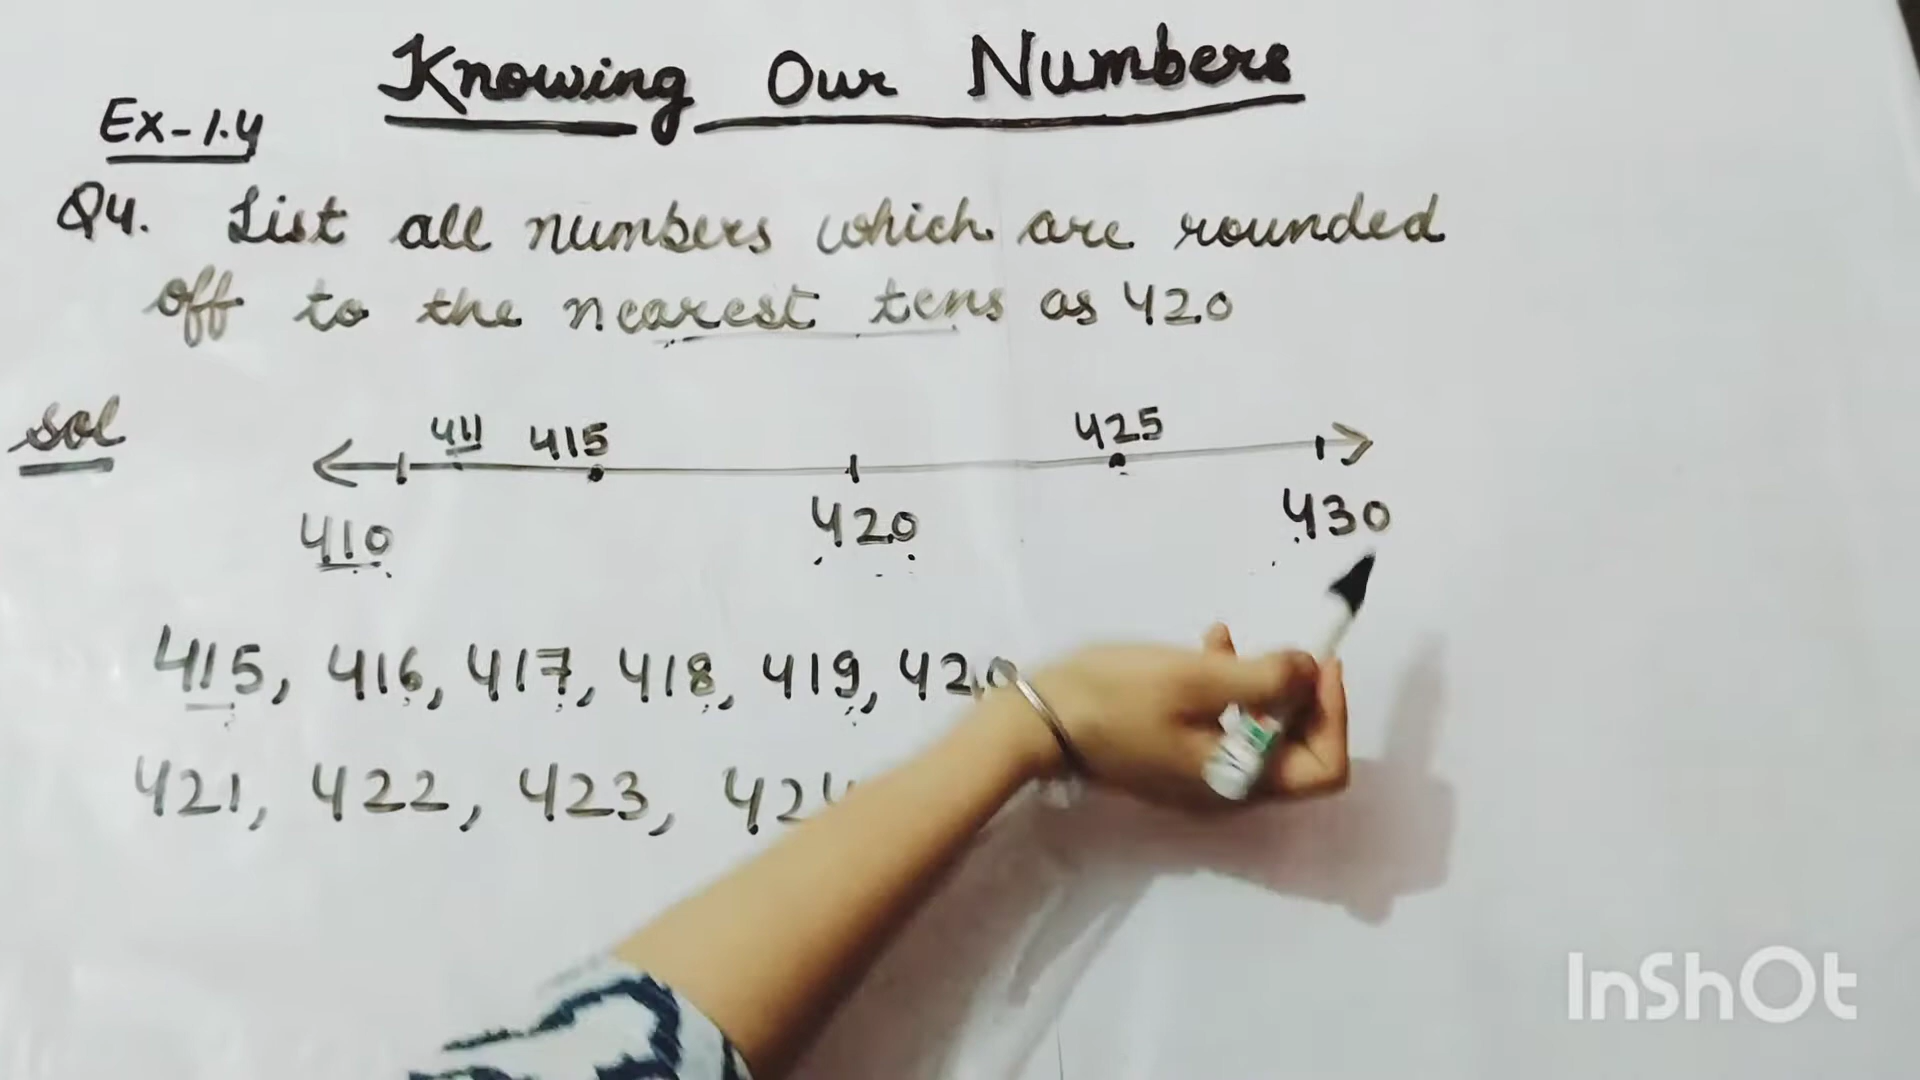 Knowing Our Numbers
Ex-1.4
Q4. List all numbers which are rounded
off to the nearest tens as 420
sol
411 415 425
410 420 430
415, 416, 417, 418, 419, 420
421, 422, 423, 424
InShOt